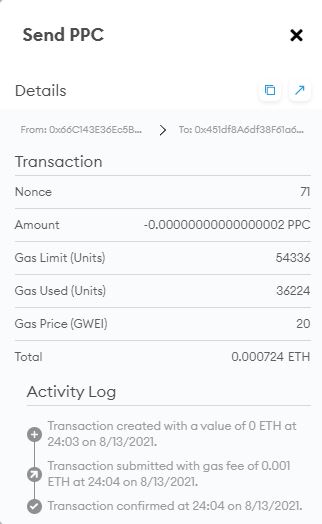 Send PPC
Details
From: 0x66C143E36Ec5B... To: 0x451df8A6df38F61a6...
Transaction
Nonce 71
Amount -0.00000000000000002 PPC
Gas Limit (Units) 54336
Gas Used (Units) 36224
Gas Price (GWEI) 20
Total 0.000724 ETH
Activity Log
Transaction created with a value of 0 ETH at
24:03 on 8/13/2021.
Transaction submitted with gas fee of 0.001
ETH at 24:04 on 8/13/2021.
Transaction confirmed at 24:04 on 8/13/2021.